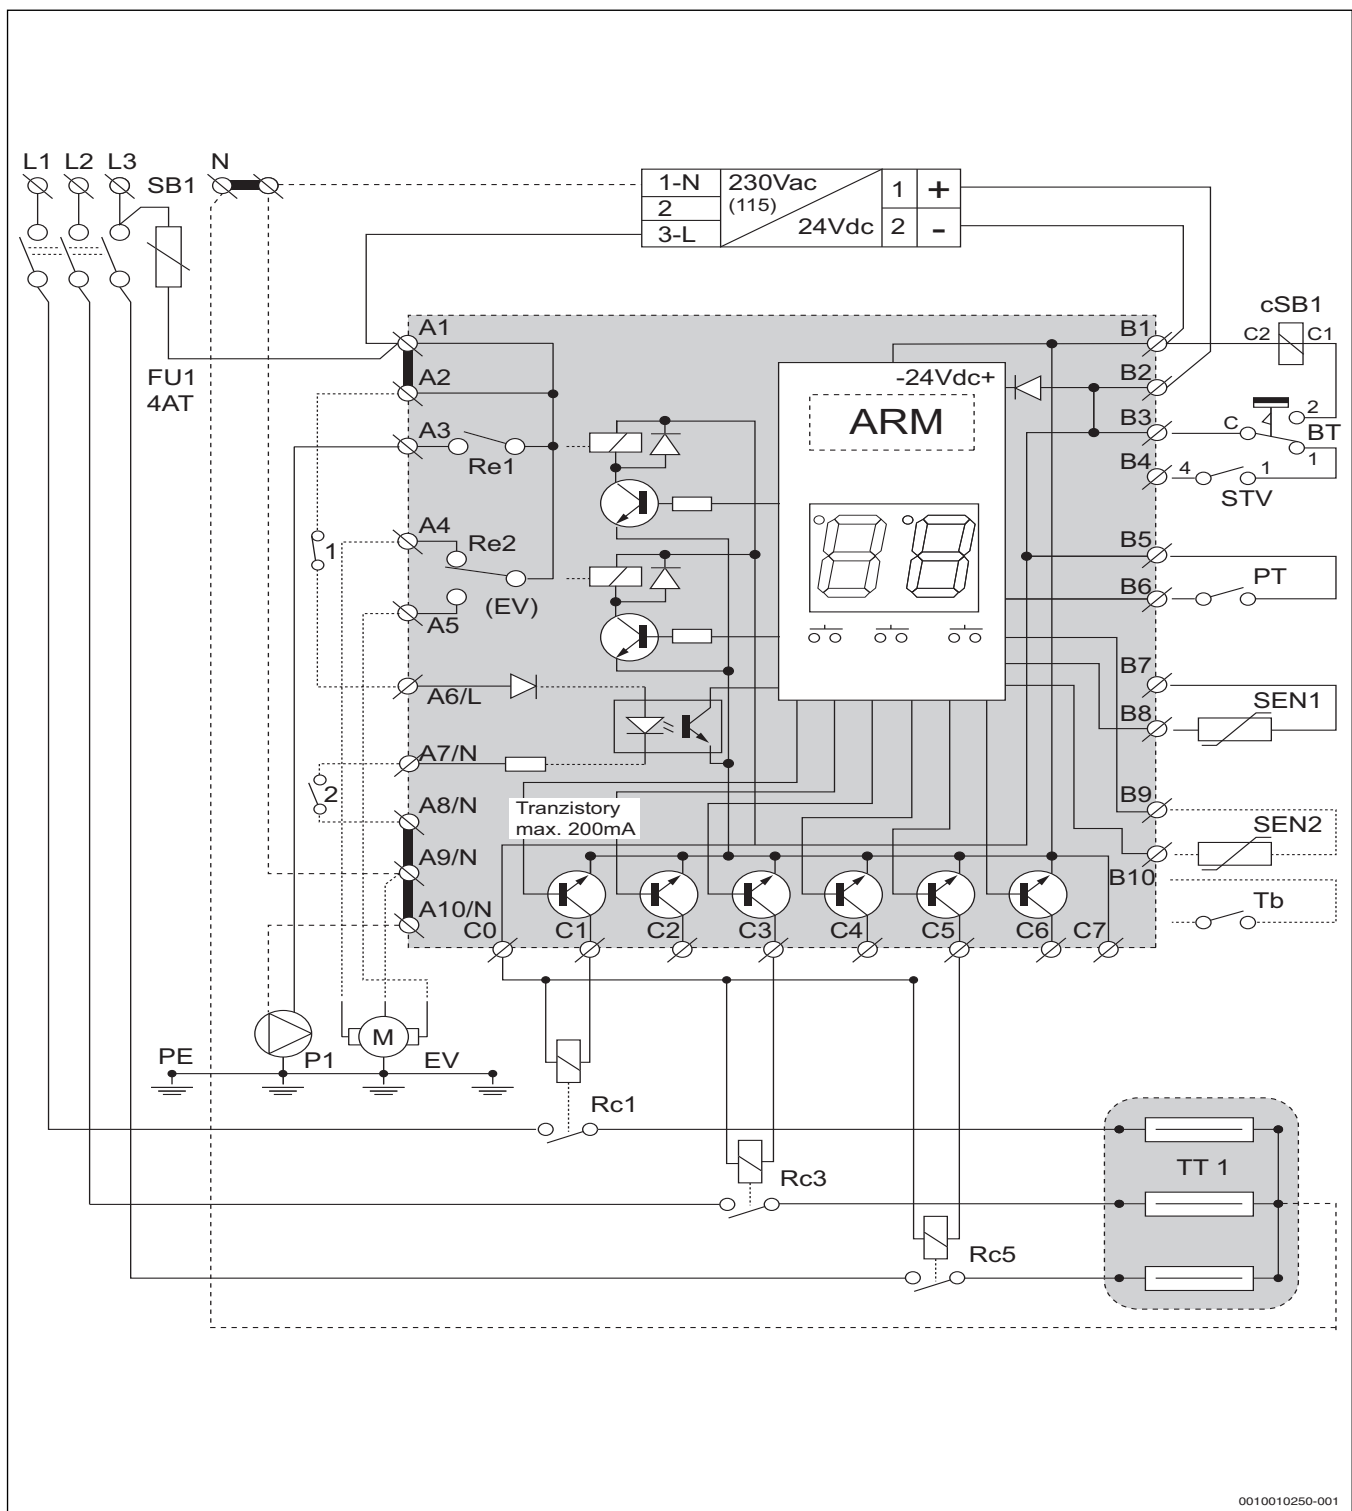 L1 L2 L3 SB1 N
1-N 230Vac 1 +
2 (115)
3-L 24Vdc 2 -
cSB1
C2 C1
FU1
4AT
A1 B1
A2 -24Vdc+ B2
ARM
A3 B3 C 2
Re1 BT
B4 4 1 1
STV
A4 B5
Re2
1 PT
(EV) B6
A5
B7
A6/L SEN1
B8
A7/N
2 B9
A8/N Tranzistory
max. 200mA
SEN2
A9/N
B10
A10/N Tb
C0 C1 C2 C3 C4 C5 C6 C7
M
PE P1 EV
Rc1
TT 1
Rc3
Rc5
0010010250-001